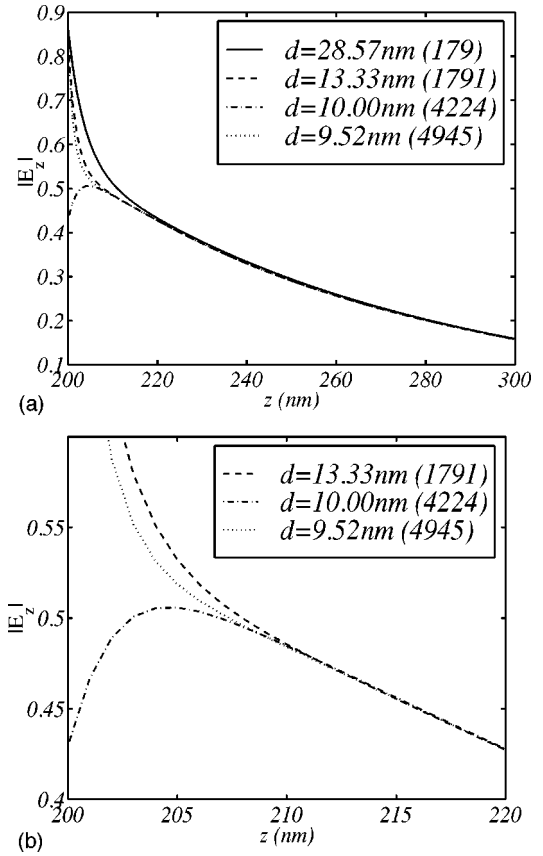 0.9
0.8
0.7
0.6
0.5
0.4
0.3
0.2
0.1
|E_z|
d=28.57nm (179)
d=13.33nm (1791)
d=10.00nm (4224)
d=9.52nm (4945)
200 220 240 260 280 300
z (nm)
(a)
0.55
0.5
0.45
0.4
|E_z|
d=13.33nm (1791)
d=10.00nm (4224)
d=9.52nm (4945)
200 205 210 215 220
z (nm)
(b)